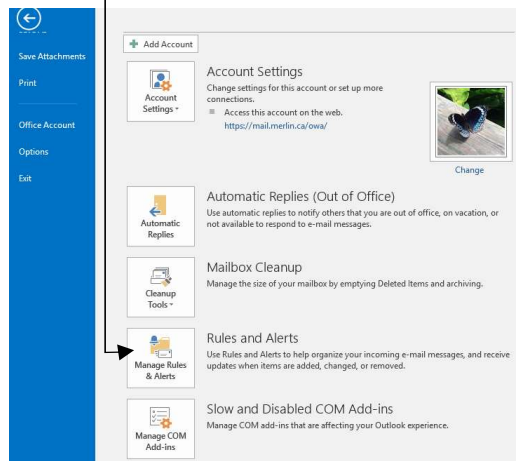 Save Attachments
Print
Office Account
Options
Exit
Add Account
Account
Settings
Account Settings
Change settings for this account or set up more
connections.
Access this account on the web.
https://mail.merlin.ca/owa/
Change
Automatic
Replies
Automatic Replies (Out of Office)
Use automatic replies to notify others that you are out of office, on vacation, or
not available to respond to e-mail messages.
Cleanup
Tools
Mailbox Cleanup
Manage the size of your mailbox by emptying Deleted Items and archiving.
Manage Rules
& Alerts
Rules and Alerts
Use Rules and Alerts to help organize your incoming e-mail messages, and receive
updates when items are added, changed, or removed.
Manage COM
Add-ins
Slow and Disabled COM Add-ins
Manage COM add-ins that are affecting your Outlook experience.